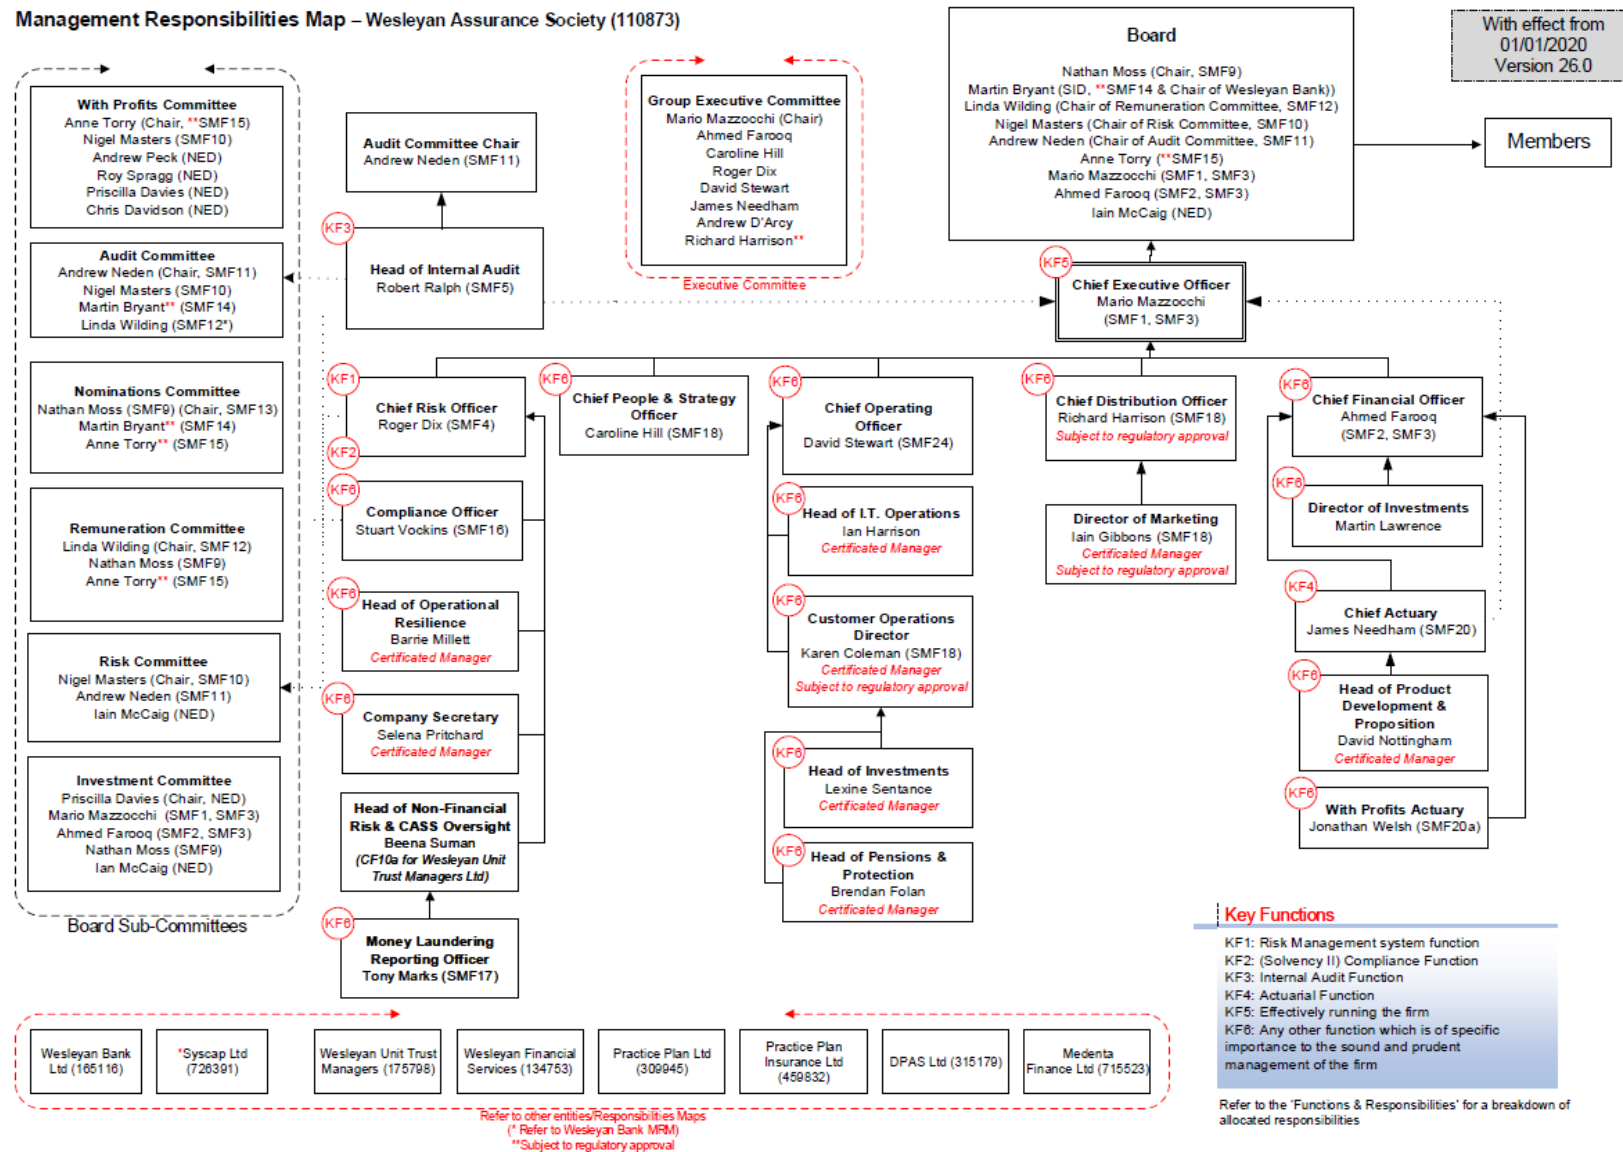 Management Responsibilities Map – Wesleyan Assurance Society (110873)
With effect from
01/01/2020
Version 26.0
With Profits Committee
Anne Torry (Chair, **SMF15)
Nigel Masters (SMF10)
Andrew Peck (NED)
Roy Spragg (NED)
Priscilla Davies (NED)
Chris Davidson (NED)
Audit Committee
Andrew Neden (Chair, SMF11)
Nigel Masters (SMF10)
Martin Bryant** (SMF14)
Linda Wilding (SMF12*)
Nominations Committee
Nathan Moss (SMF9) (Chair, SMF13)
Martin Bryant** (SMF14)
Anne Torry** (SMF15)
Remuneration Committee
Linda Wilding (Chair, SMF12)
Nathan Moss (SMF9)
Anne Torry** (SMF15)
Risk Committee
Nigel Masters (Chair, SMF10)
Andrew Neden (SMF11)
Iain McCaig (NED)
Investment Committee
Priscilla Davies (Chair, NED)
Mario Mazzocchi (SMF1, SMF3)
Ahmed Farooq (SMF2, SMF3)
Nathan Moss (SMF9)
Ian McCaig (NED)
Board Sub-Committees
Audit Committee Chair
Andrew Neden (SMF11)
KF3
Head of Internal Audit
Robert Ralph (SMF5)
Group Executive Committee
Mario Mazzocchi (Chair)
Ahmed Farooq
Caroline Hill
Roger Dix
David Stewart
James Needham
Andrew D'Arcy
Richard Harrison**
Executive Committee
Board
Nathan Moss (Chair, SMF9)
Martin Bryant (SID, **SMF14 & Chair of Wesleyan Bank))
Linda Wilding (Chair of Remuneration Committee, SMF12)
Nigel Masters (Chair of Risk Committee, SMF10)
Andrew Neden (Chair of Audit Committee, SMF11)
Anne Torry (**SMF15)
Mario Mazzocchi (SMF1, SMF3)
Ahmed Farooq (SMF2, SMF3)
Iain McCaig (NED)
Members
KF5
Chief Executive Officer
Mario Mazzocchi
(SMF1, SMF3)
KF1
Chief Risk Officer
Roger Dix (SMF4)
KF2
KF6
Compliance Officer
Stuart Vockins (SMF16)
KF6
Head of Operational
Resilience
Barrie Millett
Certificated Manager
KF6
Company Secretary
Selena Pritchard
Certificated Manager
Head of Non-Financial
Risk & CASS Oversight
Beena Suman
(CF10a for Wesleyan Unit
Trust Managers Ltd)
KF6
Money Laundering
Reporting Officer
Tony Marks (SMF17)
KF6
Chief People & Strategy
Officer
Caroline Hill (SMF18)
KF6
Chief Operating
Officer
David Stewart (SMF24)
KF6
Head of I.T. Operations
Ian Harrison
Certificated Manager
KF6
Customer Operations
Director
Karen Coleman (SMF18)
Certificated Manager
Subject to regulatory approval
KF6
Head of Investments
Lexine Sentance
Certificated Manager
KF6
Head of Pensions &
Protection
Brendan Folan
Certificated Manager
KF6
Chief Distribution Officer
Richard Harrison (SMF18)
Subject to regulatory approval
Director of Marketing
Iain Gibbons (SMF18)
Certificated Manager
Subject to regulatory approval
KF6
Chief Financial Officer
Ahmed Farooq
(SMF2, SMF3)
KF6
Director of Investments
Martin Lawrence
KF4
Chief Actuary
James Needham (SMF20)
KF6
Head of Product
Development &
Proposition
David Nottingham
Certificated Manager
KF6
With Profits Actuary
Jonathan Welsh (SMF20a)
Key Functions
KF1: Risk Management system function
KF2: (Solvency II) Compliance Function
KF3: Internal Audit Function
KF4: Actuarial Function
KF5: Effectively running the firm
KF6: Any other function which is of specific
importance to the sound and prudent
management of the firm
Refer to the 'Functions & Responsibilities' for a breakdown of
allocated responsibilities
Wesleyan Bank
Ltd (165116)
*Syscap Ltd
(726391)
Wesleyan Unit Trust
Managers (175798)
Wesleyan Financial
Services (134753)
Practice Plan Ltd
(309945)
Practice Plan
Insurance Ltd
(459832)
DPAS Ltd (315179)
Medenta
Finance Ltd (715523)
Refer to other entities/Responsibilities Maps
(* Refer to Wesleyan Bank MRM)
**Subject to regulatory approval